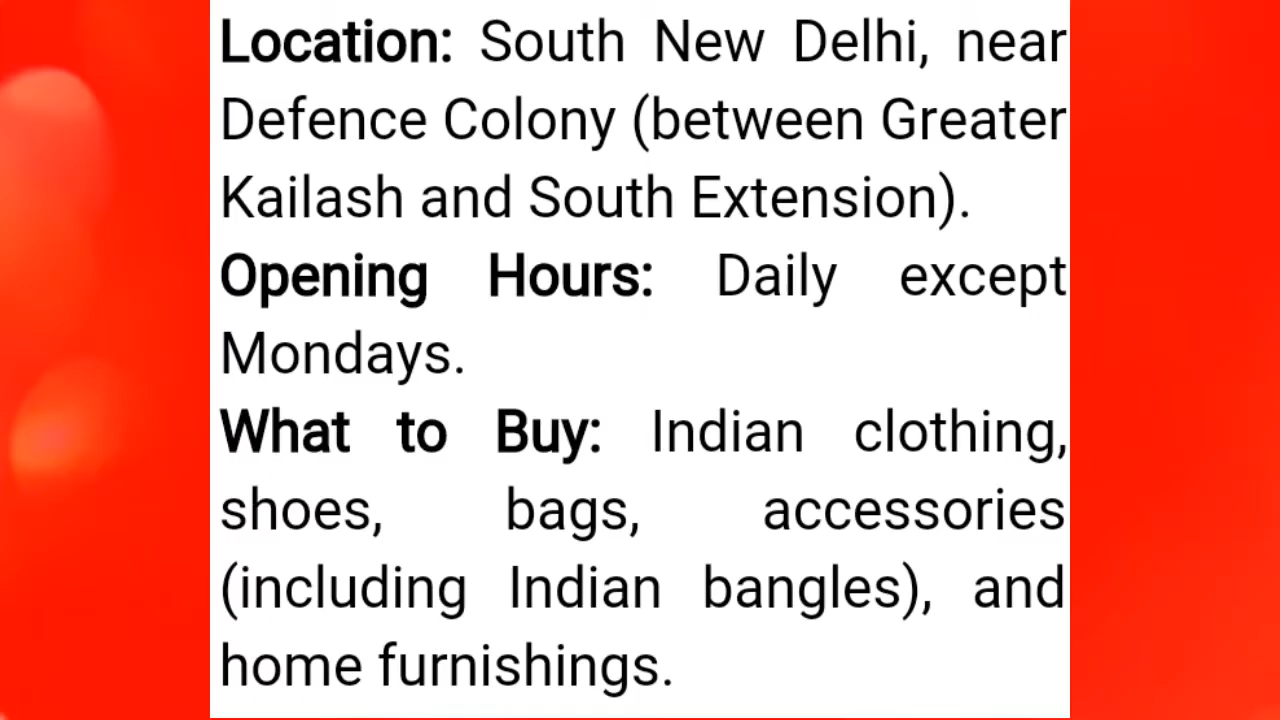 Location: South New Delhi, near
Defence Colony (between Greater
Kailash and South Extension).
Opening Hours: Daily except
Mondays.
What to Buy: Indian clothing,
shoes, bags, accessories
(including Indian bangles), and
home furnishings.